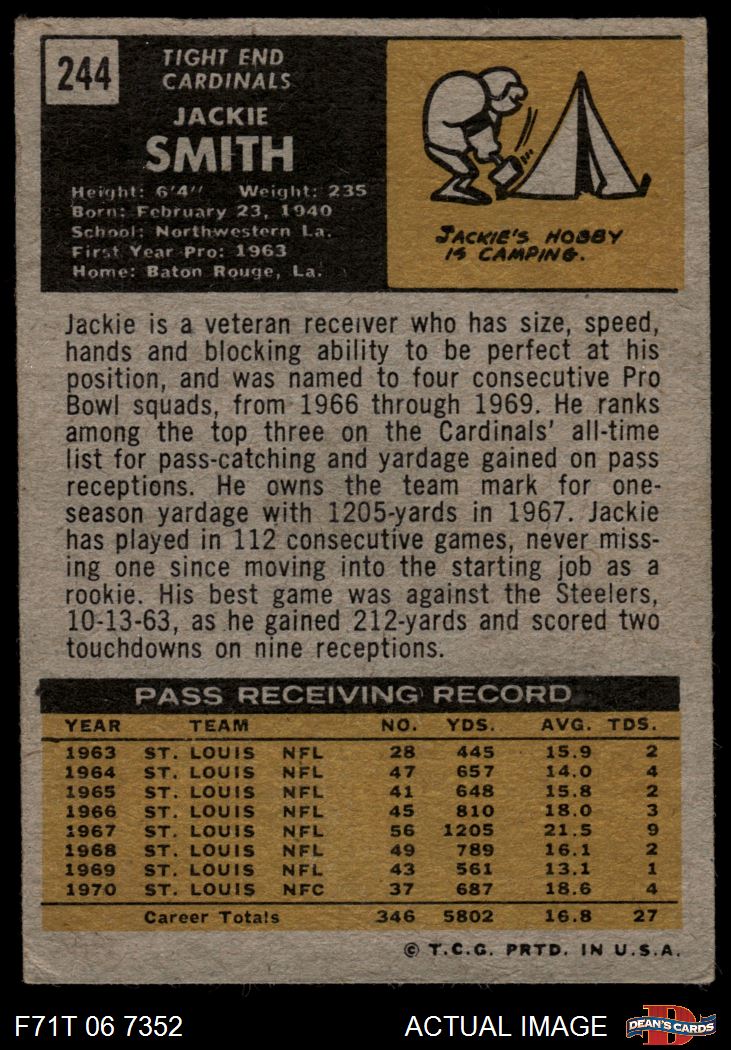 244
TIGHT END
CARDINALS
JACKIE
SMITH
Height: 6'4" Weight: 235
Born: February 23, 1940
School: Northwestern La.
First Year Pro: 1963
Home: Baton Rouge, La.
JACKIE'S HOBBY
IS CAMPING.
Jackie is a veteran receiver who has size, speed,
hands and blocking ability to be perfect at his
position, and was named to four consecutive Pro
Bowl squads, from 1966 through 1969. He ranks
among the top three on the Cardinals' all-time
list for pass-catching and yardage gained on pass
receptions. He owns the team mark for one-
season yardage with 1205-yards in 1967. Jackie
has played in 112 consecutive games, never miss-
ing one since moving into the starting job as a
rookie. His best game was against the Steelers,
10-13-63, as he gained 212-yards and scored two
touchdowns on nine receptions.
PASS RECEIVING RECORD
YEAR TEAM NO. YDS. AVG. TDS.
1963 ST. LOUIS NFL 28 445 15.9 2
1964 ST. LOUIS NFL 47 657 14.0 4
1965 ST. LOUIS NFL 41 648 15.8 2
1966 ST. LOUIS NFL 45 810 18.0 3
1967 ST. LOUIS NFL 56 1205 21.5 9
1968 ST. LOUIS NFL 49 789 16.1 2
1969 ST. LOUIS NFL 43 561 13.1 1
1970 ST. LOUIS NFC 37 687 18.6 4
Career Totals 346 5802 16.8 27
© T.C.G. PRTD. IN U.S.A.
F71T 06 7352 ACTUAL IMAGE D DEAN'S CARDS